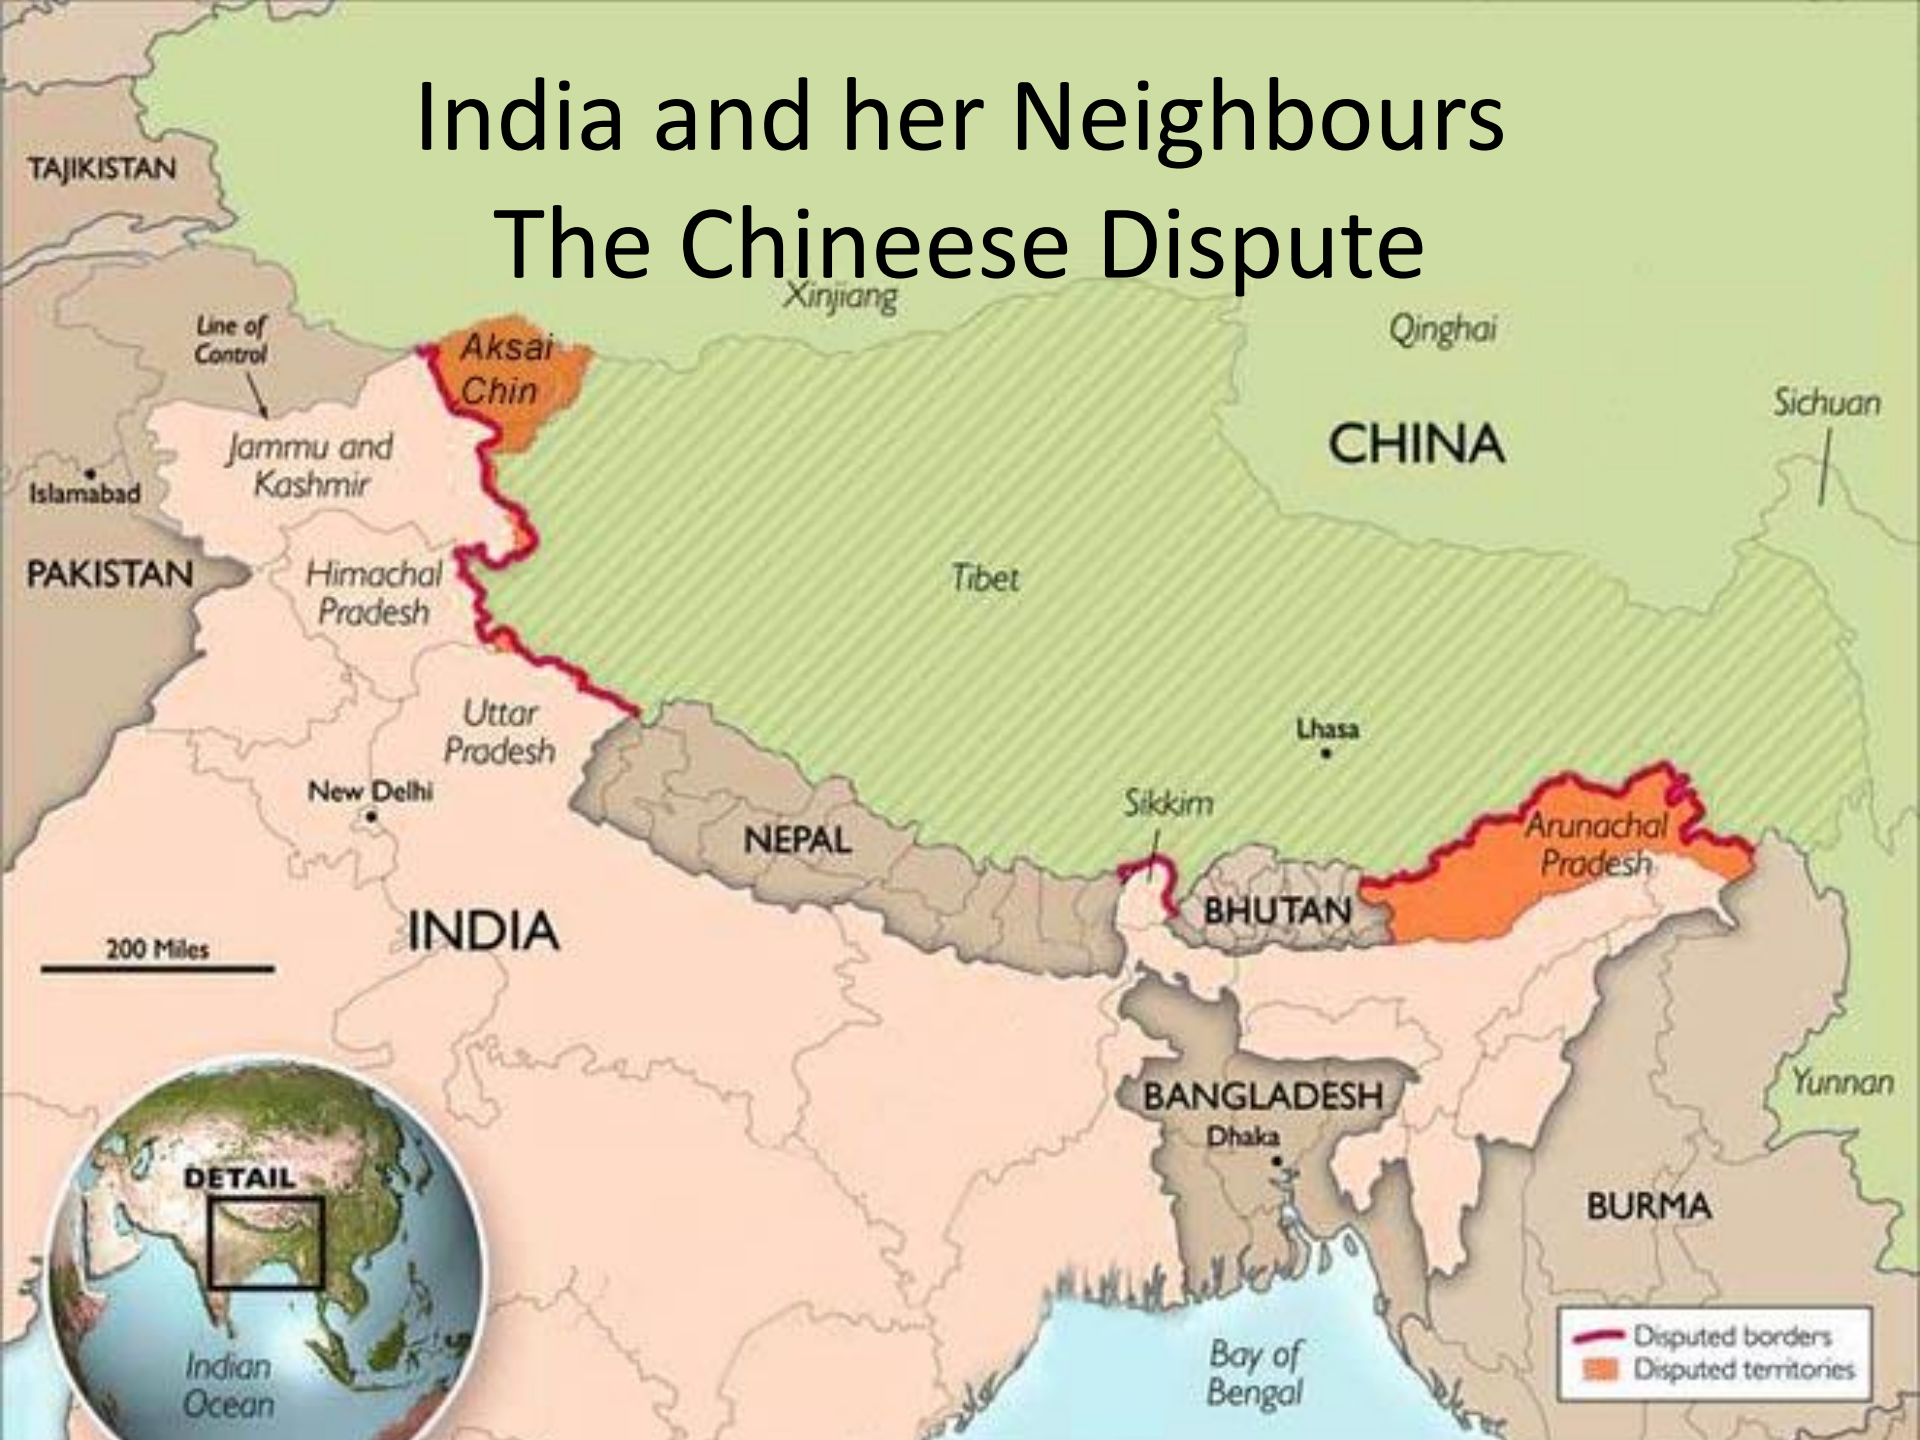 India and her Neighbours
The Chineese Dispute
TAJIKISTAN
Xinjiang
Line of
Control
Aksai
Chin
Qinghai
Sichuan
CHINA
Jammu and
Kashmir
Islamabad
PAKISTAN
Himachal
Pradesh
Tibet
Uttar
Pradesh
Lhasa
New Delhi
Sikkim
NEPAL
Arunachal
Pradesh
BHUTAN
INDIA
200 Miles
BANGLADESH
Dhaka
Yunnan
DETAIL
BURMA
Indian
Ocean
Bay of
Bengal
Disputed borders
Disputed territories